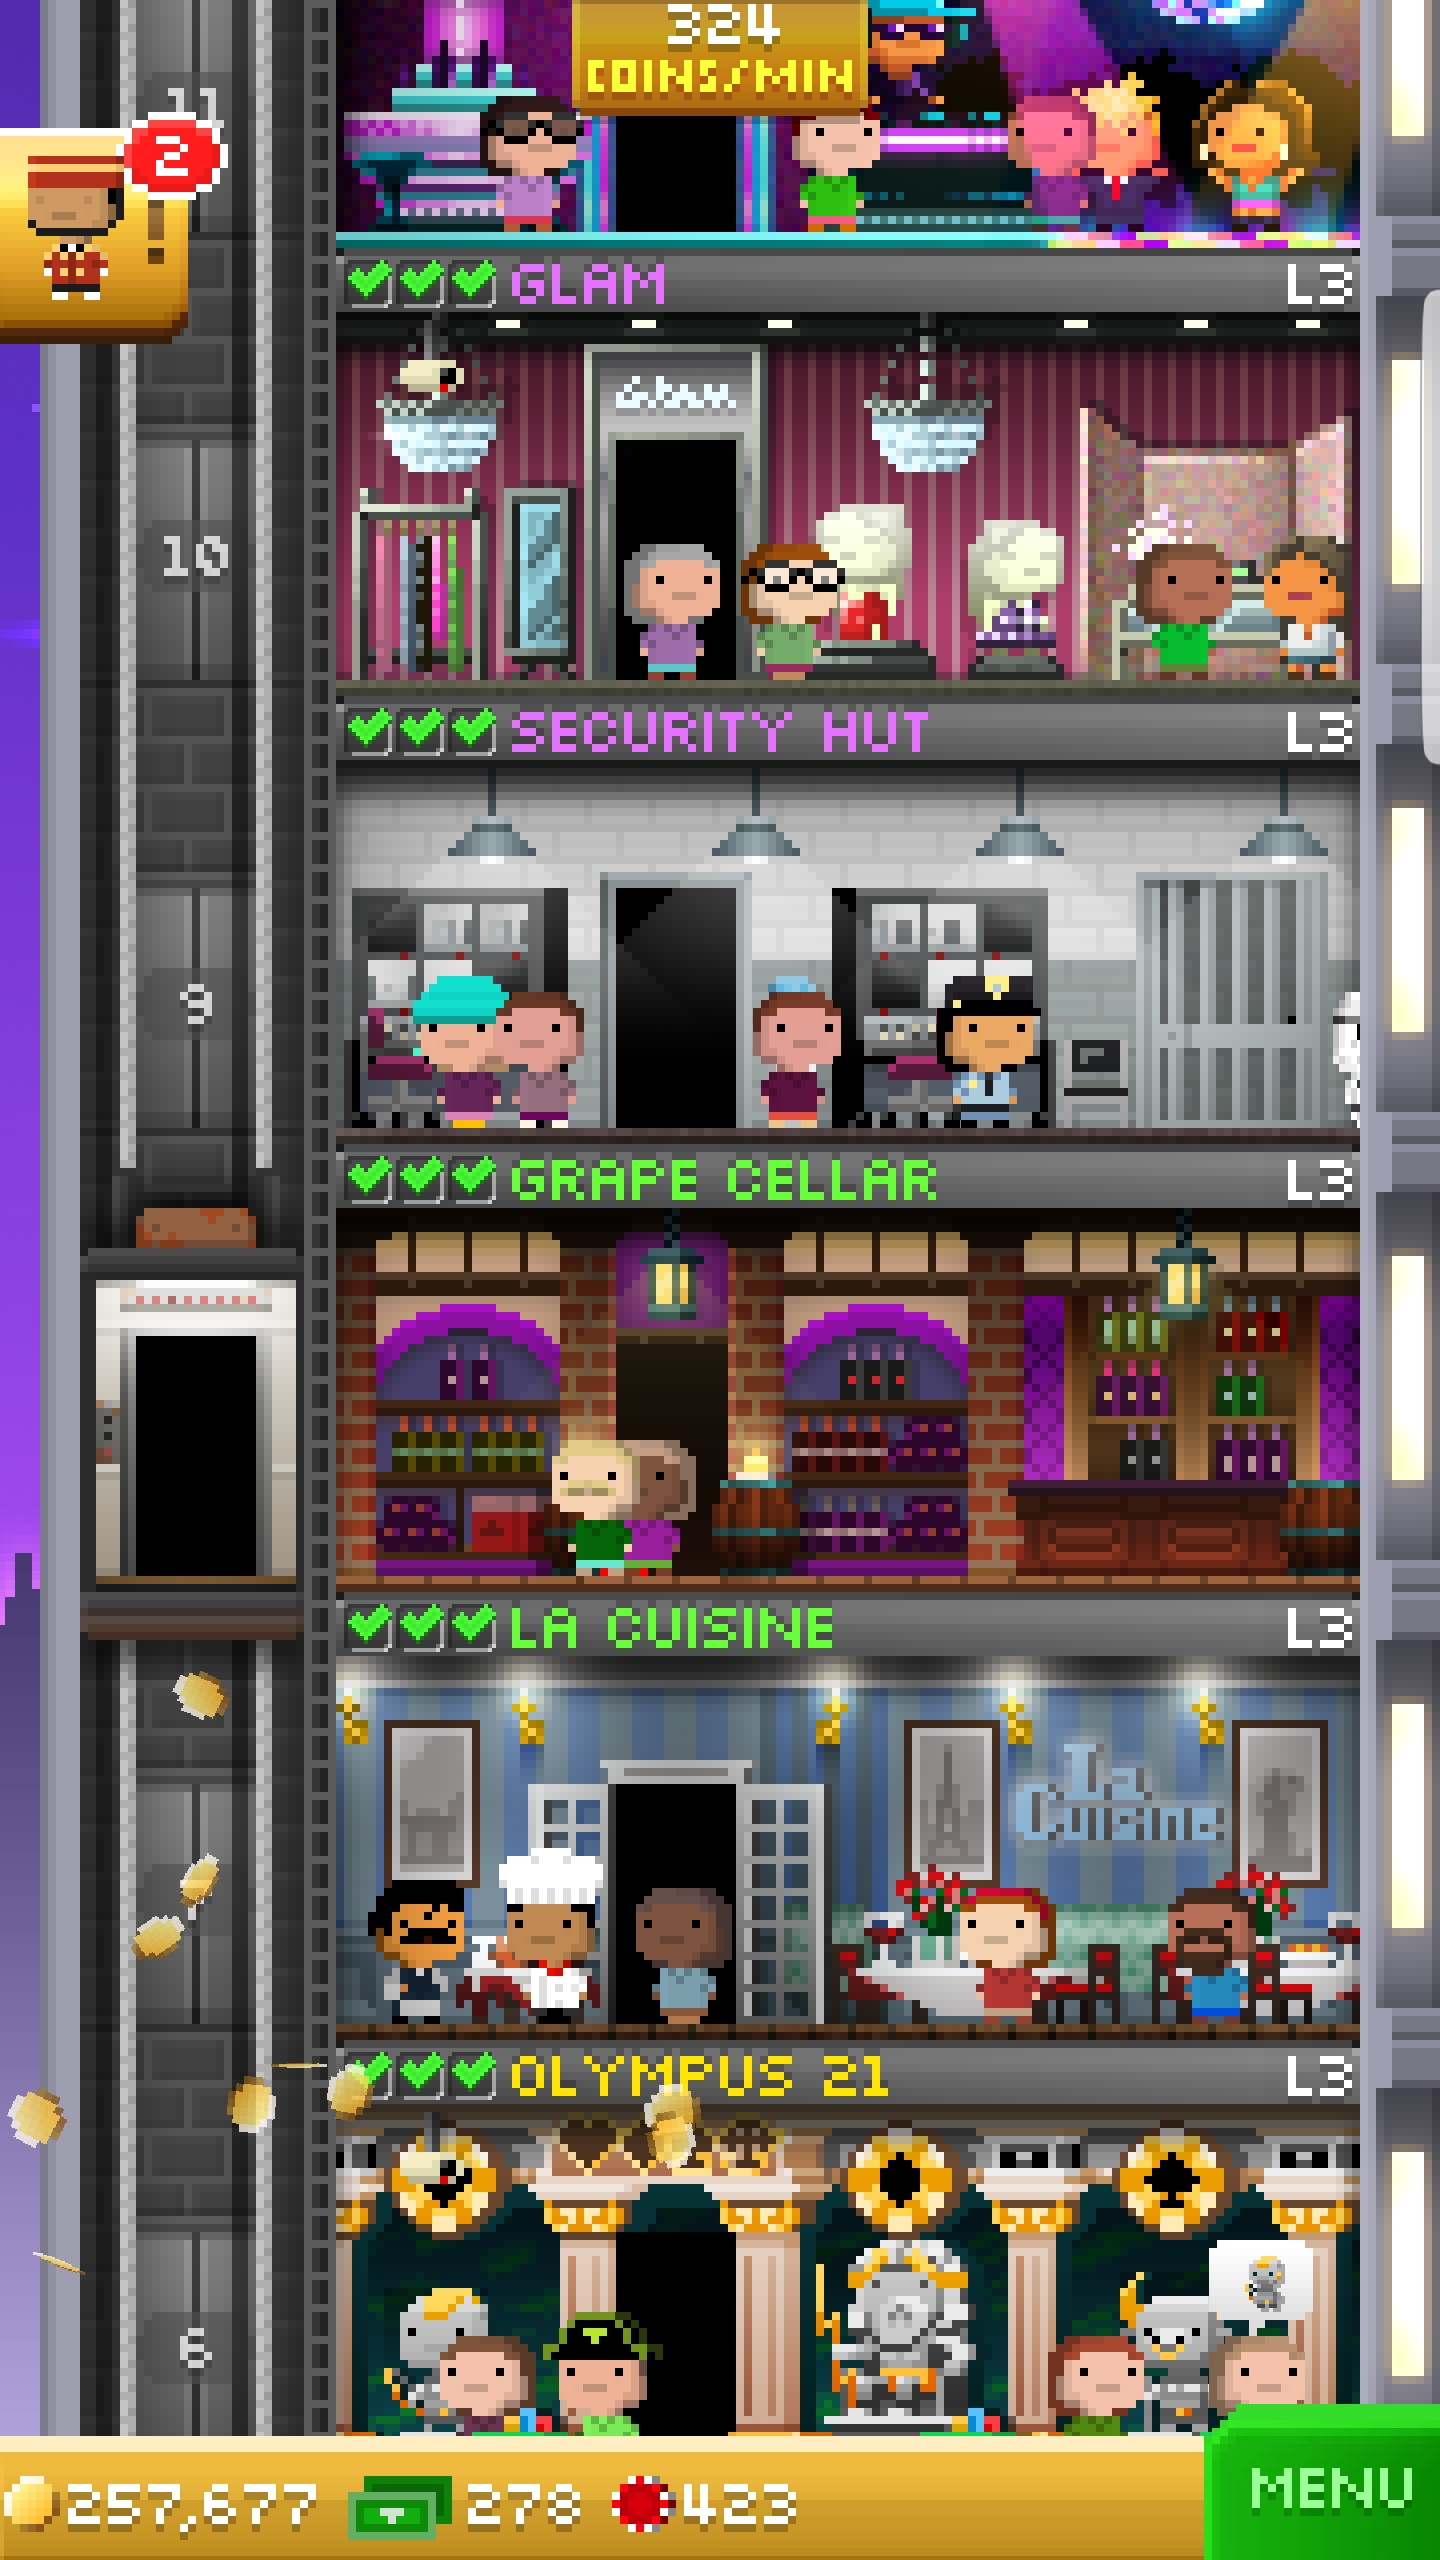 324
COINS/MIN
11
2
GLAM L3
Glam
10
SECURITY HUT L3
9
GRAPE CELLAR L3
LA CUISINE L3
La
Cuisine
OLYMPUS 21 L3
6
257,677 278 423
MENU